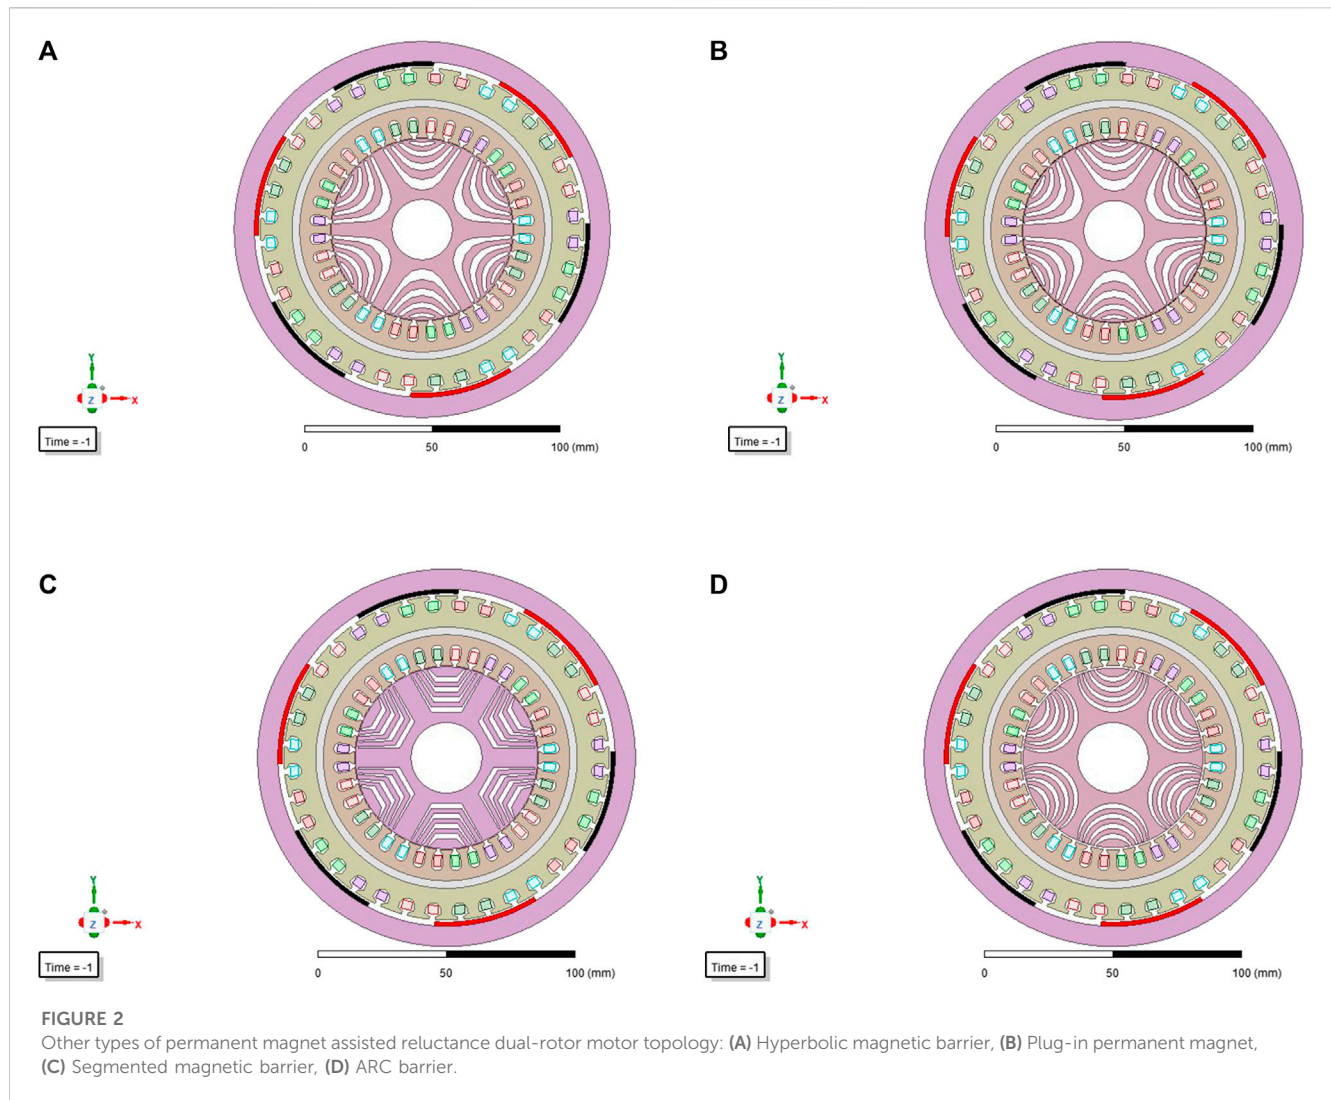 A
B
Y
Z
X
Time = -1
0
50
100 (mm)
Y
Z
X
Time = -1
0
50
100 (mm)
C
D
Y
Z
X
Time = -1
0
50
100 (mm)
Y
Z
X
Time = -1
0
50
100 (mm)
FIGURE 2
Other types of permanent magnet assisted reluctance dual-rotor motor topology: (A) Hyperbolic magnetic barrier, (B) Plug-in permanent magnet,
(C) Segmented magnetic barrier, (D) ARC barrier.